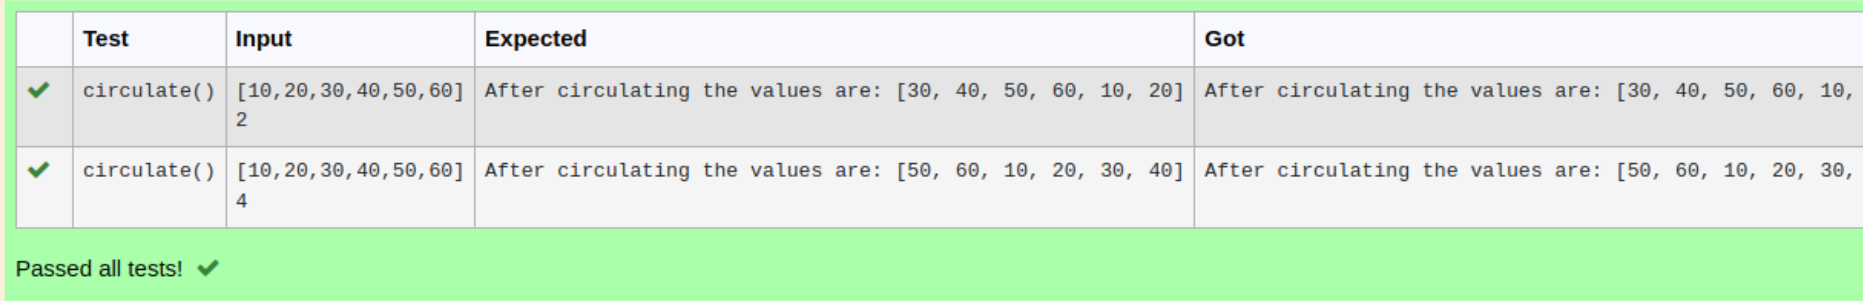 Test Input Expected Got
circulate() [10,20,30,40,50,60] After circulating the values are: [30, 40, 50, 60, 10, 20] After circulating the values are: [30, 40, 50, 60, 10,
2
circulate() [10,20,30,40,50,60] After circulating the values are: [50, 60, 10, 20, 30, 40] After circulating the values are: [50, 60, 10, 20, 30,
4
Passed all tests!